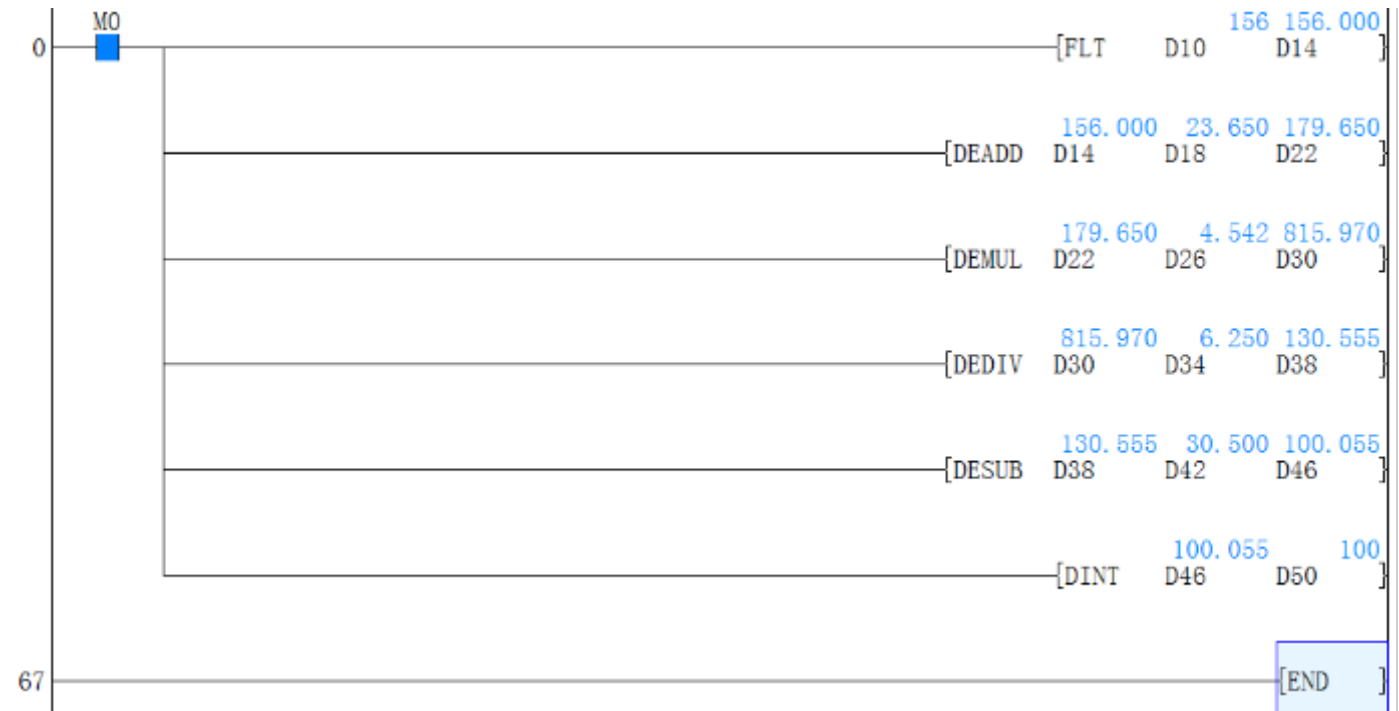 M0
156 156.000
0 [FLT D10 D14 ]
156.000 23.650 179.650
[DEADD D14 D18 D22 ]
179.650 4.542 815.970
[DEMUL D22 D26 D30 ]
815.970 6.250 130.555
[DEDIV D30 D34 D38 ]
130.555 30.500 100.055
[DESUB D38 D42 D46 ]
100.055 100
[DINT D46 D50 ]
67 [END ]